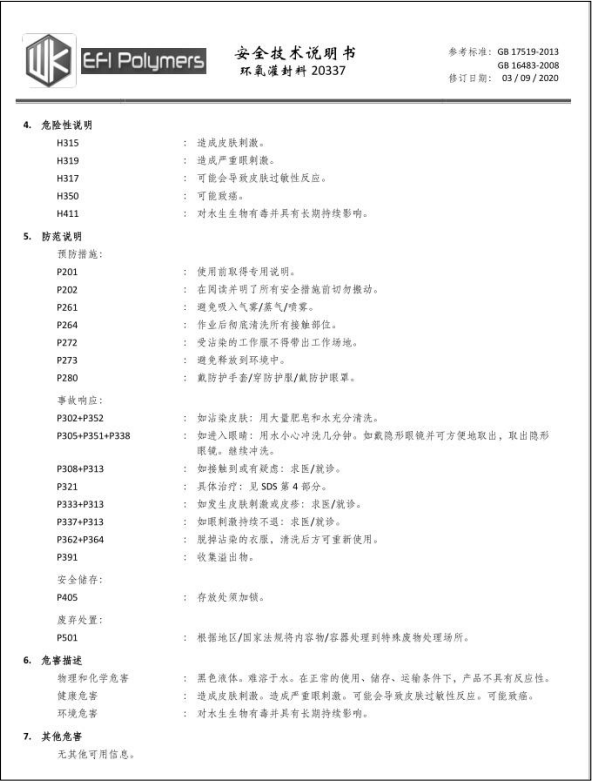 WK EFI Polymers
安全技术说明书
环氧灌封料 20337
参考标准: GB 17519-2013
GB 16483-2008
修订日期: 03 / 09 / 2020
4. 危险性说明
H315 : 造成皮肤刺激。
H319 : 造成严重眼刺激。
H317 : 可能会导致皮肤过敏性反应。
H350 : 可能致癌。
H411 : 对水生生物有毒并具有长期持续影响。
5. 防范说明
预防措施:
P201 : 使用前取得专用说明。
P202 : 在阅读并明了所有安全措施前切勿搬动。
P261 : 避免吸入气雾/蒸气/喷雾。
P264 : 作业后彻底清洗所有接触部位。
P272 : 受沾染的工作服不得带出工作场地。
P273 : 避免释放到环境中。
P280 : 戴防护手套/穿防护服/戴防护眼罩。
事故响应:
P302+P352 : 如沾染皮肤: 用大量肥皂和水充分清洗。
P305+P351+P338 : 如进入眼睛: 用水小心冲洗几分钟。如戴隐形眼镜并可方便地取出, 取出隐形
眼镜。继续冲洗。
P308+P313 : 如接触到或有疑虑: 求医/就诊。
P321 : 具体治疗: 见 SDS 第 4 部分。
P333+P313 : 如发生皮肤刺激或皮疹: 求医/就诊。
P337+P313 : 如眼刺激持续不退: 求医/就诊。
P362+P364 : 脱掉沾染的衣服, 清洗后方可重新使用。
P391 : 收集溢出物。
安全储存:
P405 : 存放处须加锁。
废弃处置:
P501 : 根据地区/国家法规将内容物/容器处理到特殊废物处理场所。
6. 危害描述
物理和化学危害 : 黑色液体。难溶于水。在正常的使用、储存、运输条件下, 产品不具有反应性。
健康危害 : 造成皮肤刺激。造成严重眼刺激。可能会导致皮肤过敏性反应。可能致癌。
环境危害 : 对水生生物有毒并具有长期持续影响。
7. 其他危害
无其他可用信息。